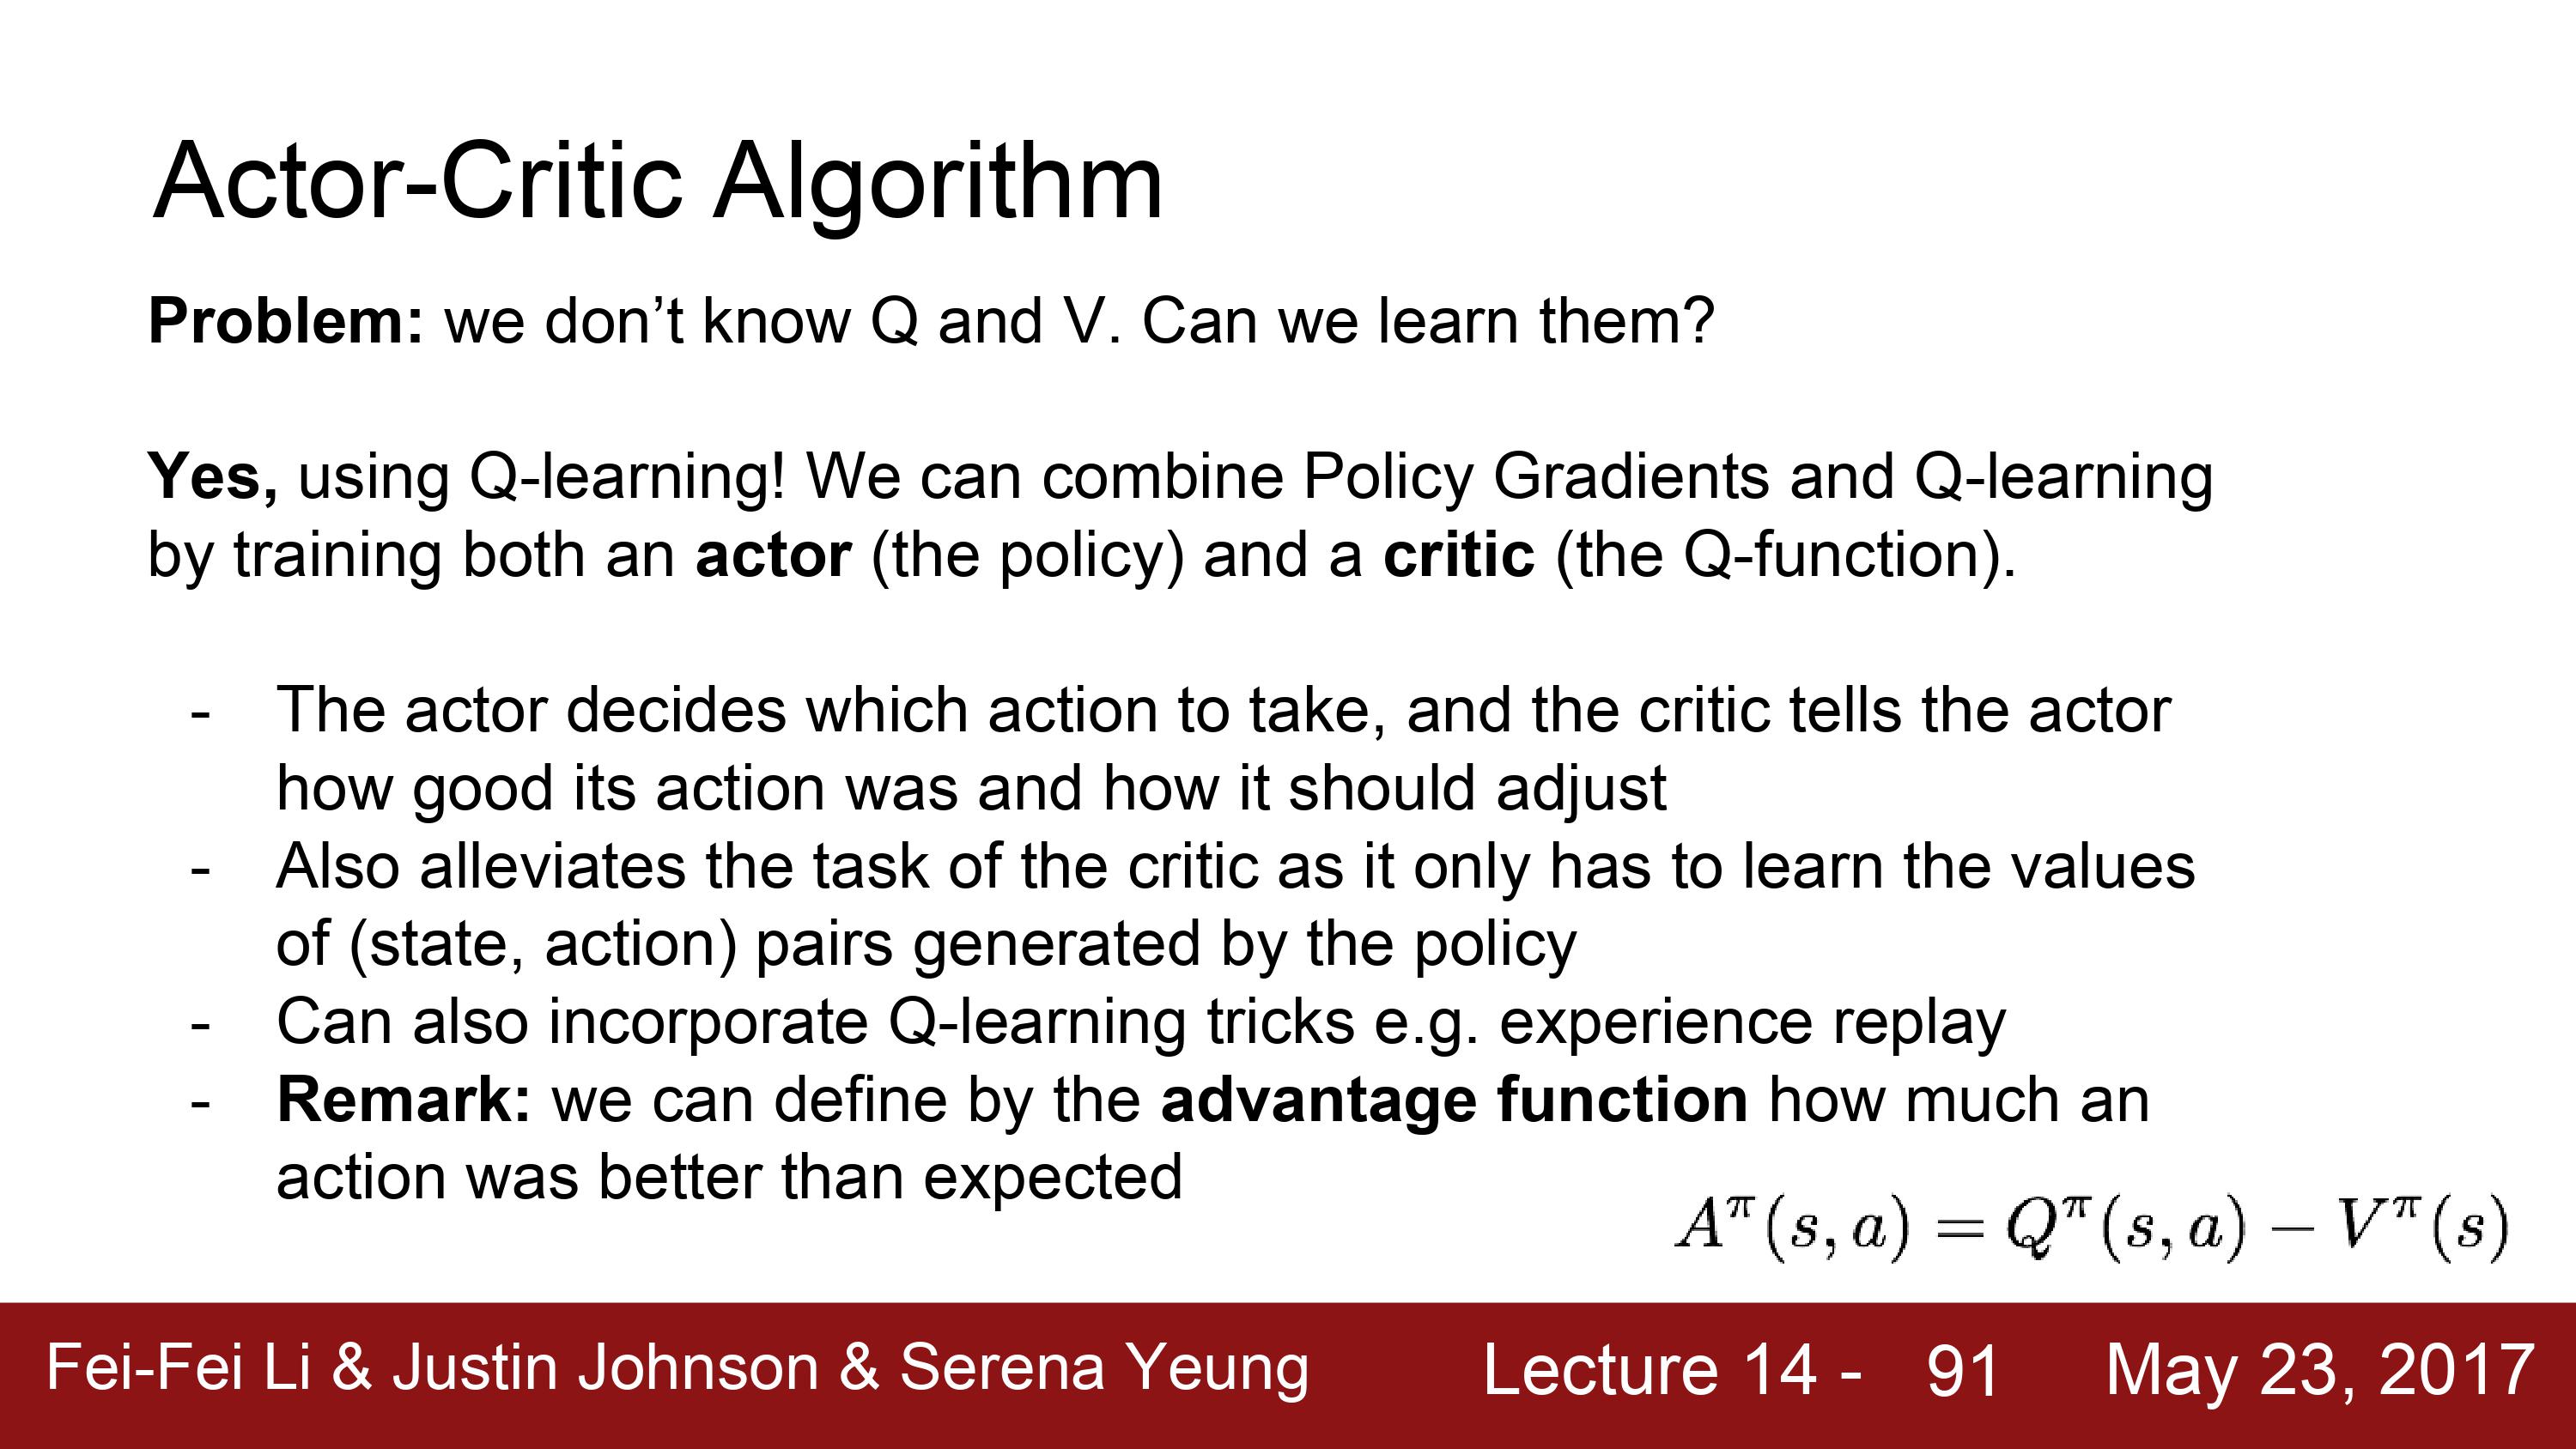 Actor-Critic Algorithm
Problem: we don’t know Q and V. Can we learn them?
Yes, using Q-learning! We can combine Policy Gradients and Q-learning
by training both an actor (the policy) and a critic (the Q-function).
- The actor decides which action to take, and the critic tells the actor
how good its action was and how it should adjust
- Also alleviates the task of the critic as it only has to learn the values
of (state, action) pairs generated by the policy
- Can also incorporate Q-learning tricks e.g. experience replay
- Remark: we can define by the advantage function how much an
action was better than expected
A^π(s, a) = Q^π(s, a) − V^π(s)
Fei-Fei Li & Justin Johnson & Serena Yeung Lecture 14 - 91 May 23, 2017